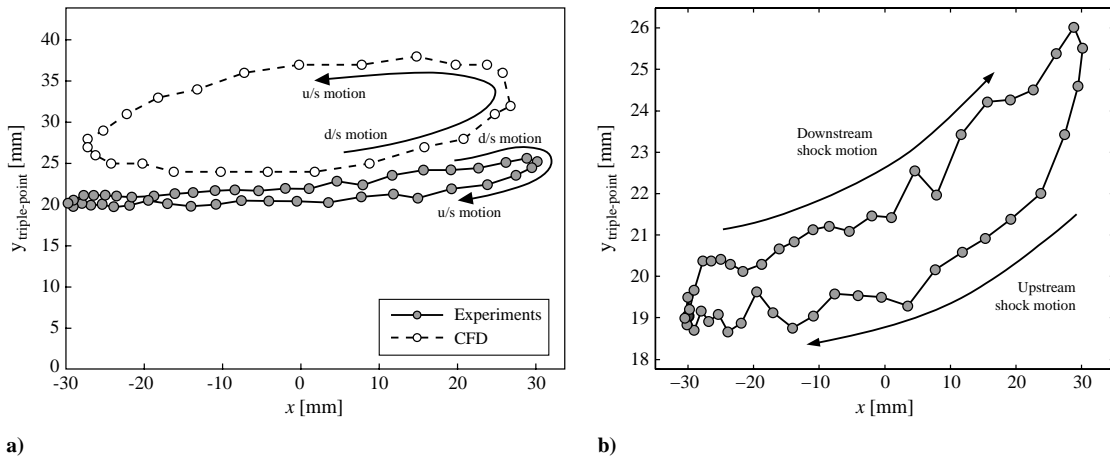 40
35
30
25
20
15
10
5
0
-30
-20
-10
0
10
20
30
x [mm]
y triple-point [mm]
u/s motion
d/s motion
d/s motion
u/s motion
Experiments
CFD
a)
26
25
24
23
22
21
20
19
18
−30
−20
−10
0
10
20
30
x [mm]
y triple-point [mm]
Downstream
shock motion
Upstream
shock motion
b)